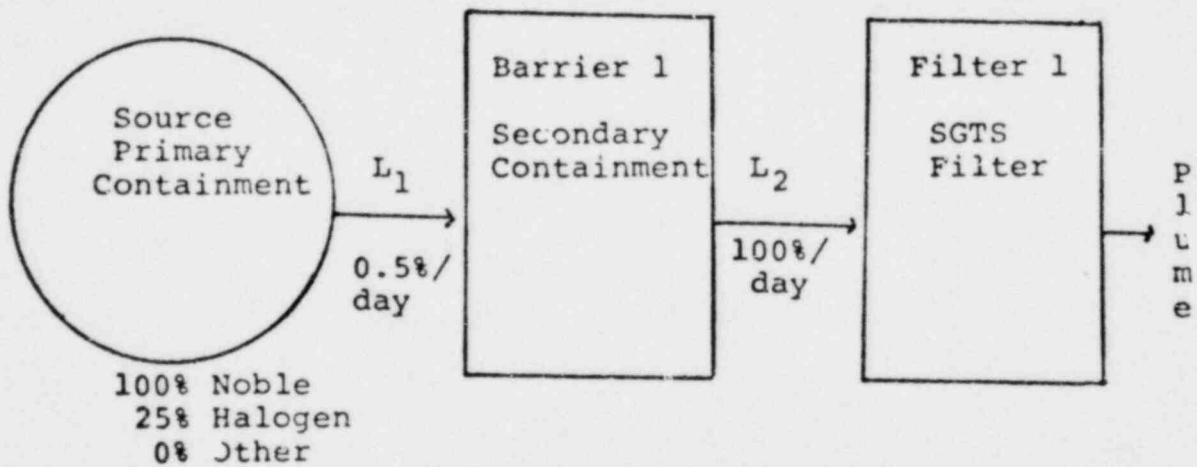 Source
Primary
Containment
L1
0.5%/
day
Barrier 1
Secondary
Containment
L2
100%/
day
Filter 1
SGTS
Filter
Plume
100% Noble
25% Halogen
0% Other